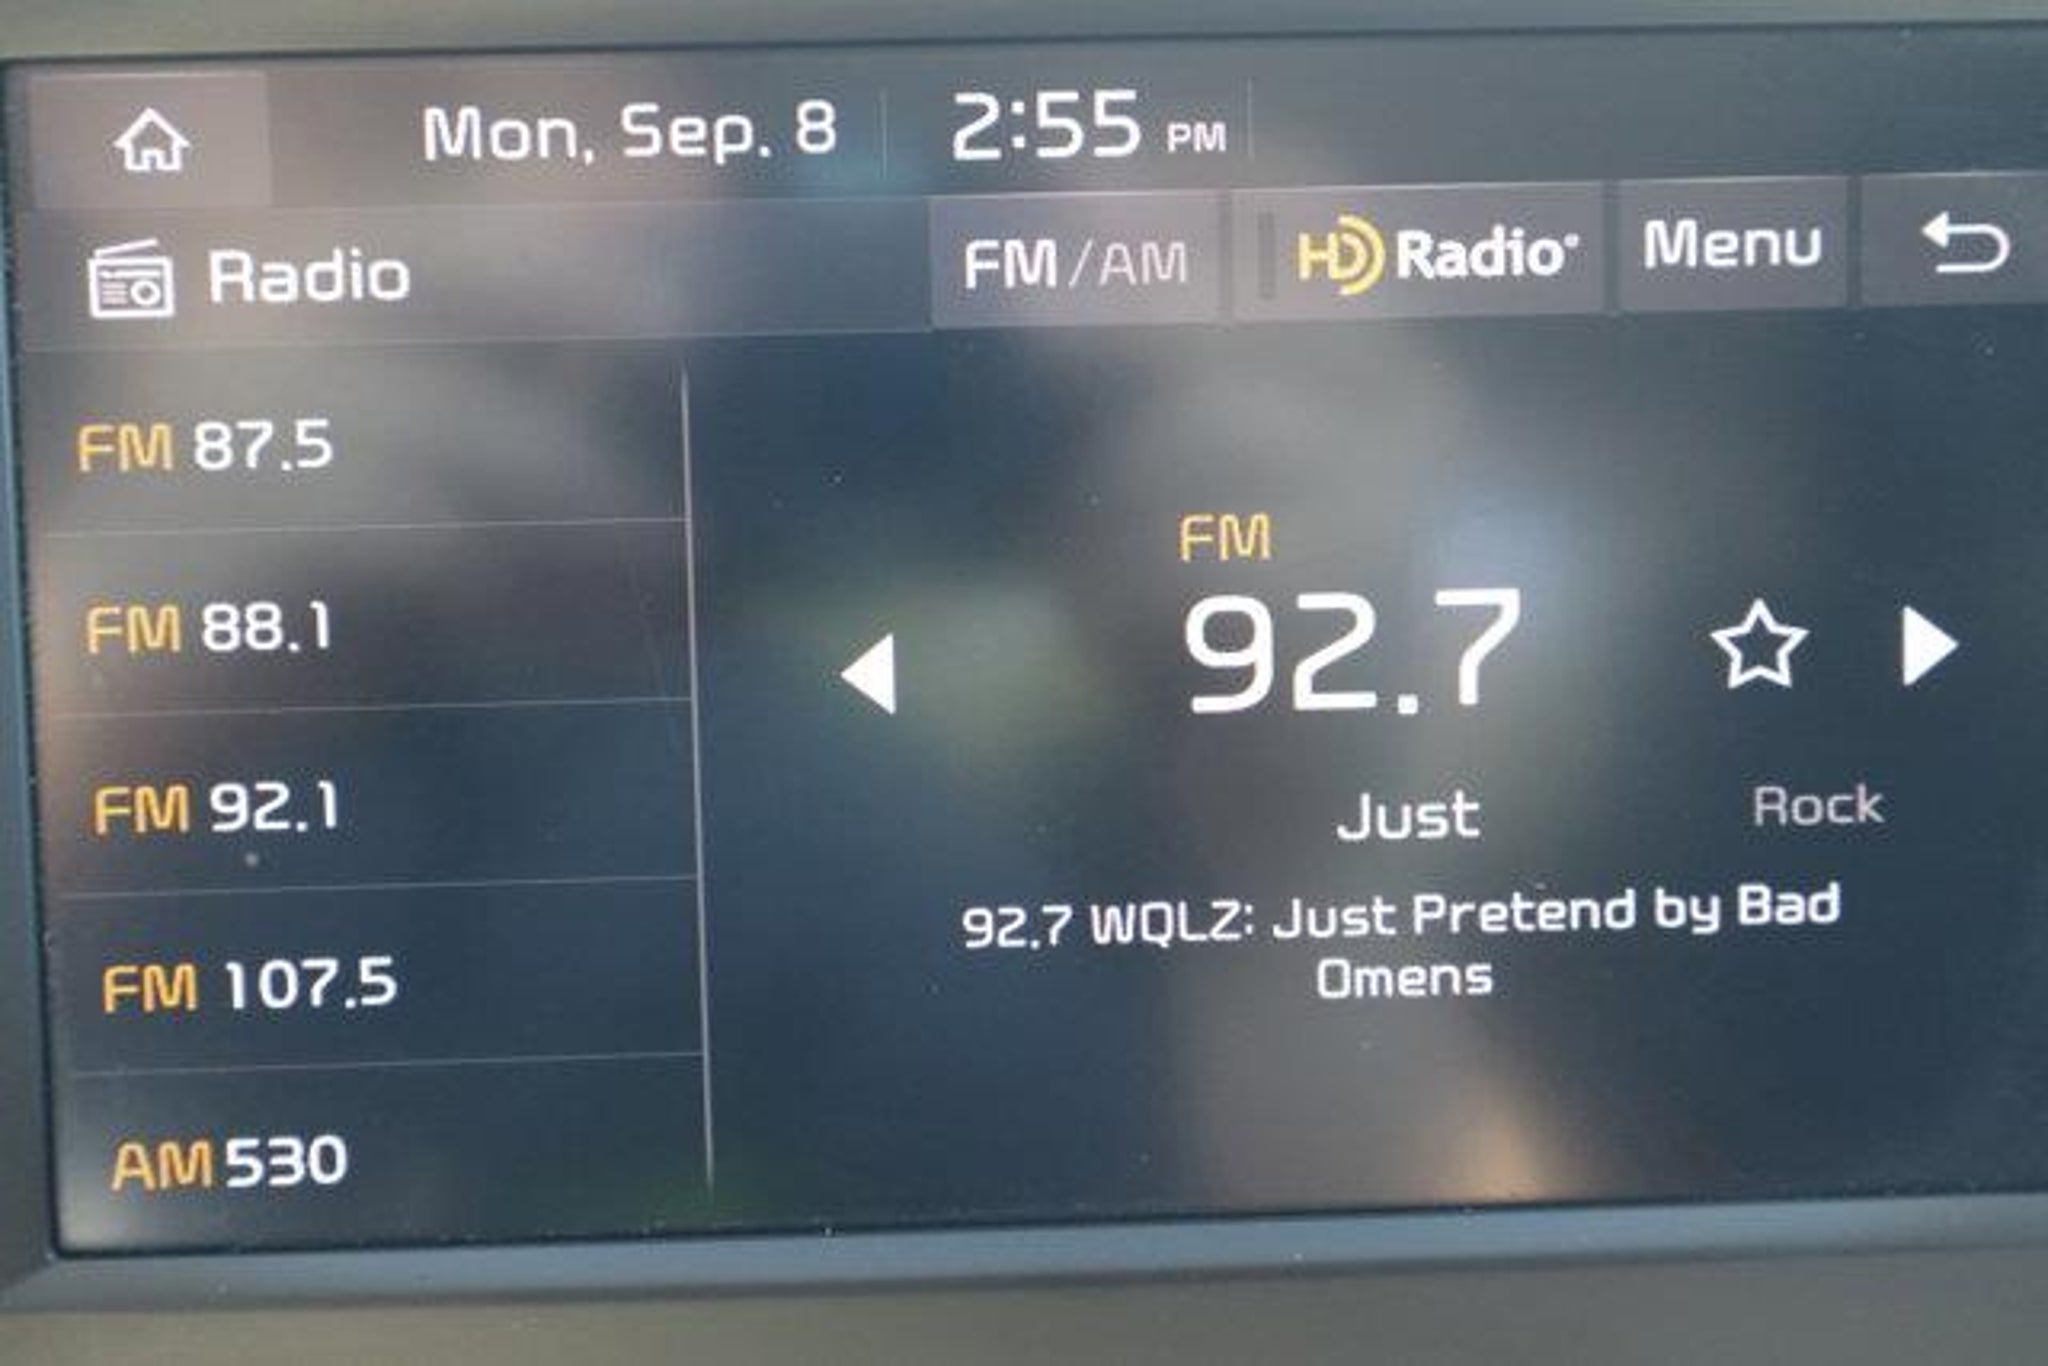 Mon, Sep. 8 2:55 PM
Radio FM/AM HD Radio® Menu
FM 87.5
FM 88.1
FM 92.1
FM 107.5
AM 530
FM
92.7
Just Rock
92.7 WQLZ: Just Pretend by Bad
Omens